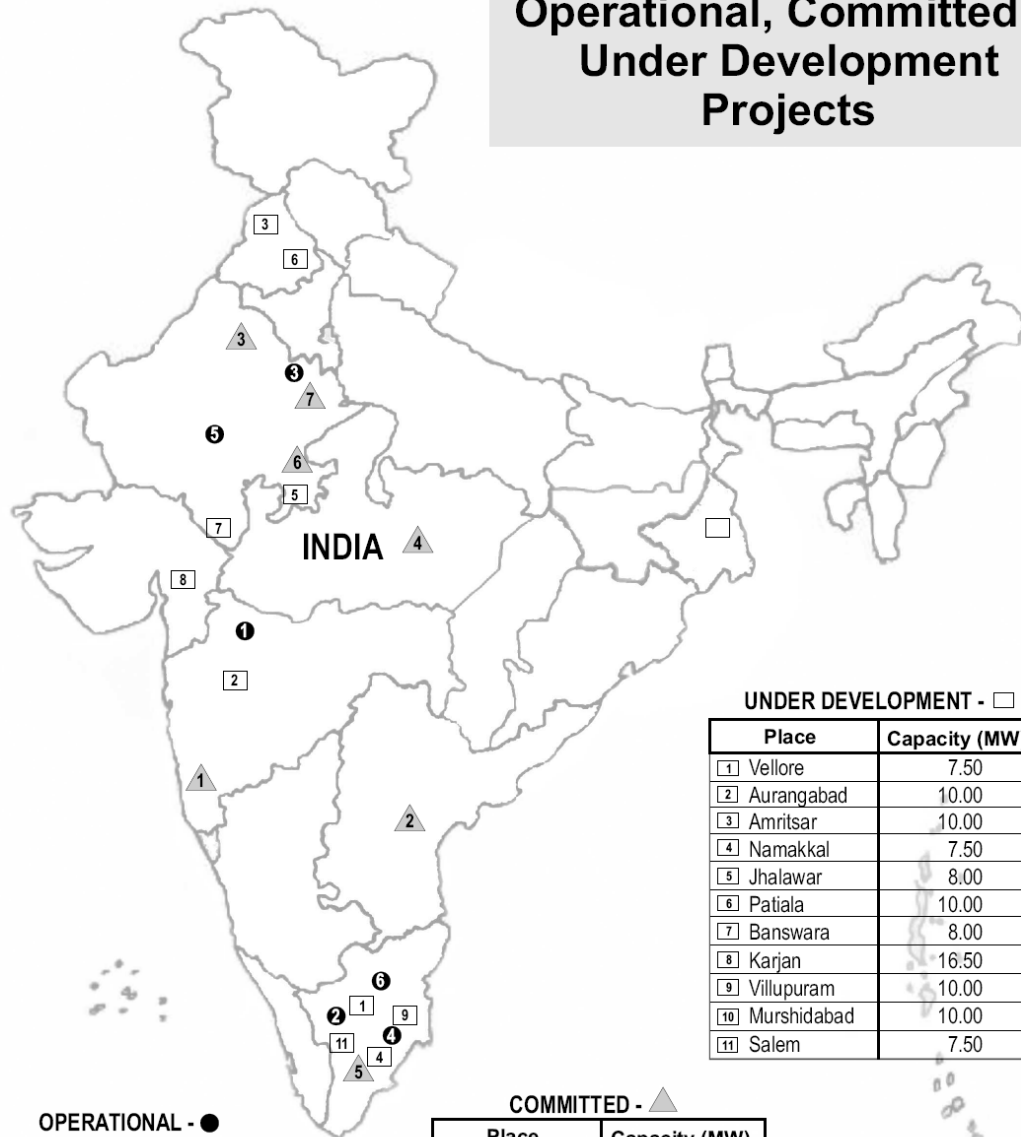 Operational, Committed
Under Development
Projects
3
6
3
3
7
5
6
5
7
INDIA
4
8
1
2
1
2
6
1
2
9
4
11
4
5
UNDER DEVELOPMENT -
Place Capacity (MW
1 Vellore 7.50
2 Aurangabad 10.00
3 Amritsar 10.00
4 Namakkal 7.50
5 Jhalawar 8.00
6 Patiala 10.00
7 Banswara 8.00
8 Karjan 16.50
9 Villupuram 10.00
10 Murshidabad 10.00
11 Salem 7.50
COMMITTED -
OPERATIONAL -
Place Capacity (MW)